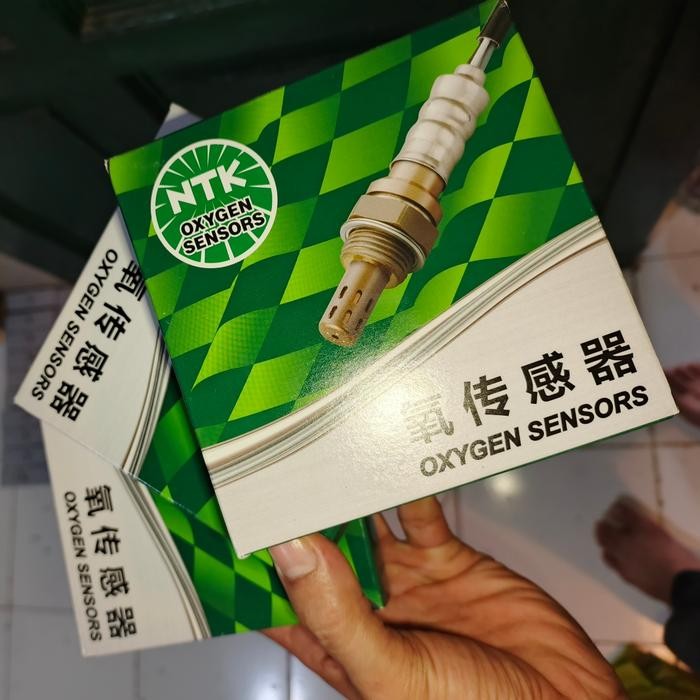 NTK
OXYGEN
SENSORS
氧传感器
OXYGEN SENSORS
氧传感器
OXYGEN SENSORS
氧传感器
OXYGEN SENSORS